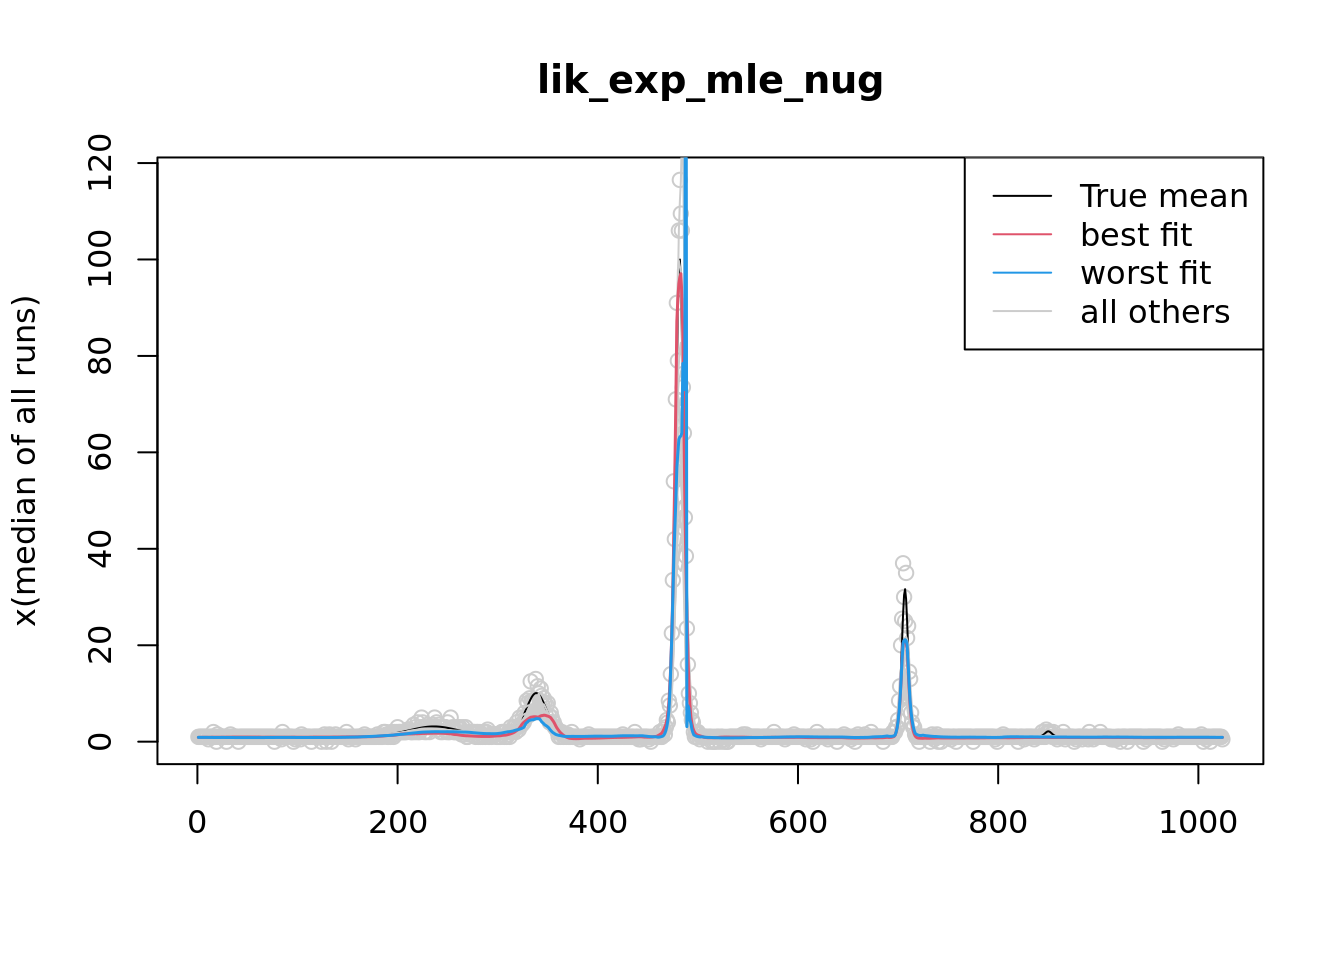 lik_exp_mle_nug
x(median of all runs)
120
100
80
60
40
20
0
True mean
best fit
worst fit
all others
0 200 400 600 800 1000